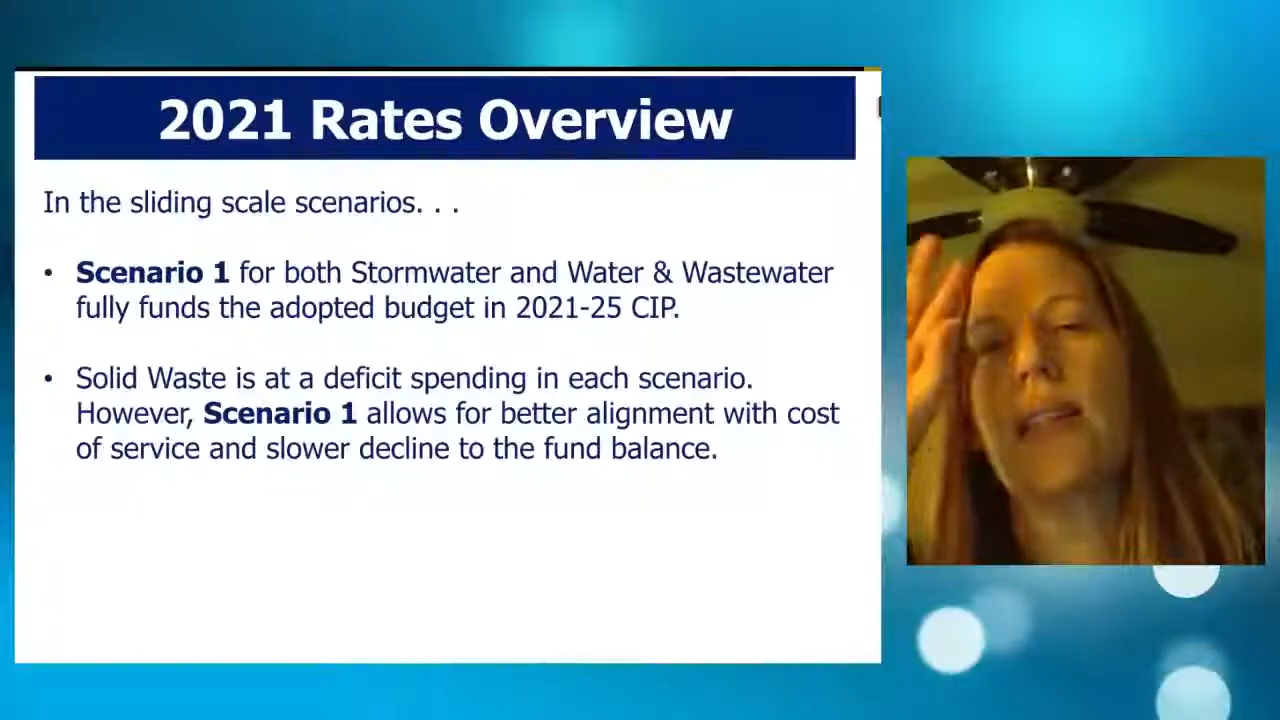 2021 Rates Overview
In the sliding scale scenarios. . .
• Scenario 1 for both Stormwater and Water & Wastewater
fully funds the adopted budget in 2021-25 CIP.
• Solid Waste is at a deficit spending in each scenario.
However, Scenario 1 allows for better alignment with cost
of service and slower decline to the fund balance.